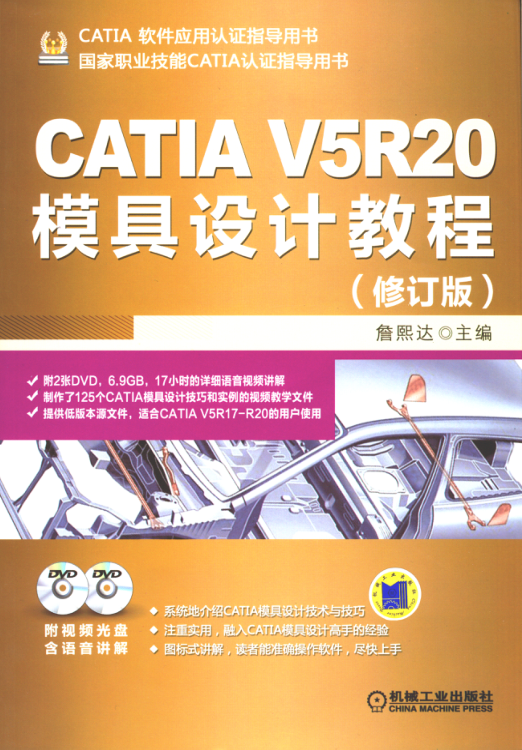 CATIA 软件应用认证指导用书
国家职业技能CATIA认证指导用书
CATIA V5R20
模具设计教程
（修订版）
詹熙达◎主编
附2张DVD，6.9GB，17小时的详细语音视频讲解
制作了125个CATIA模具设计技巧和实例的视频教学文件
提供低版本源文件，适合CATIA V5R17-R20的用户使用
DVD DVD
附视频光盘
含语音讲解
系统地介绍CATIA模具设计技术与技巧
注重实用，融入CATIA模具设计高手的经验
图标式讲解，读者能准确操作软件，尽快上手
机械工业出版社
CHINA MACHINE PRESS